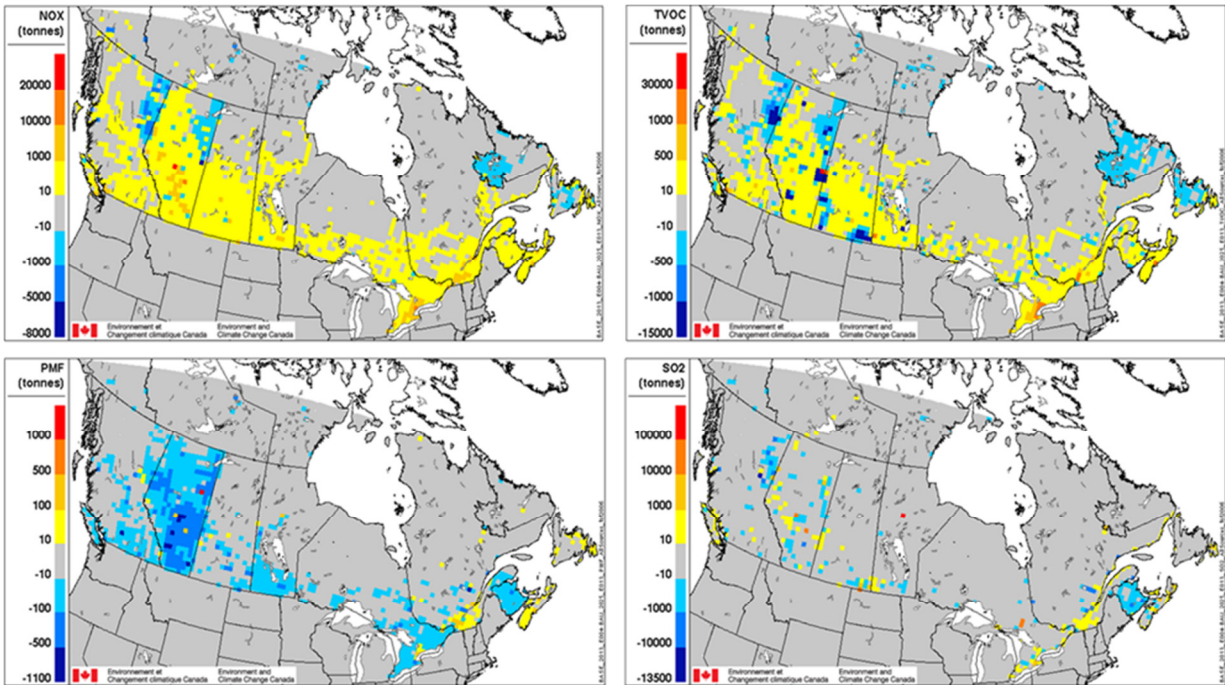 NOX
(tonnes)
20000
10000
1000
10
-10
-1000
-5000
-8000
Environnement et
Changement climatique Canada
Environment and
Climate Change Canada
TVOC
(tonnes)
30000
10000
500
10
-10
-500
-1000
-15000
Environnement et
Changement climatique Canada
Environment and
Climate Change Canada
PMF
(tonnes)
1000
500
100
10
-10
-100
-500
-1100
Environnement et
Changement climatique Canada
Environment and
Climate Change Canada
SO2
(tonnes)
100000
10000
1000
10
-10
-1000
-10000
-13500
Environnement et
Changement climatique Canada
Environment and
Climate Change Canada